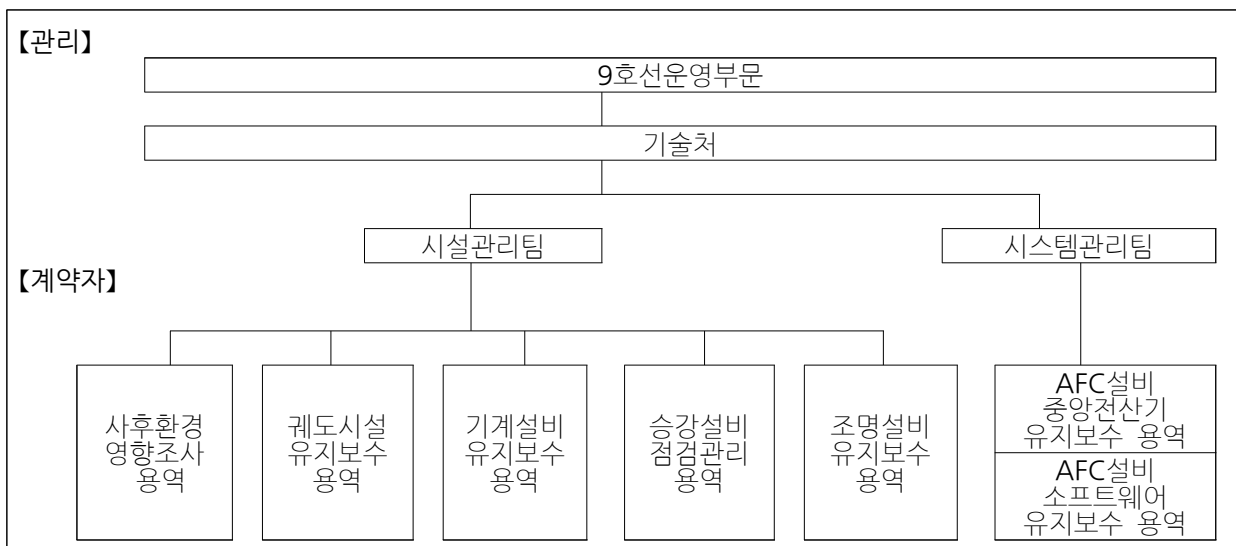 【관리】
9호선운영부문
기술처
시설관리팀
시스템관리팀
【계약자】
사후환경
영향조사
용역
궤도시설
유지보수
용역
기계설비
유지보수
용역
승강설비
점검관리
용역
조명설비
유지보수
용역
AFC설비
중앙전산기
유지보수 용역
AFC설비
소프트웨어
유지보수 용역